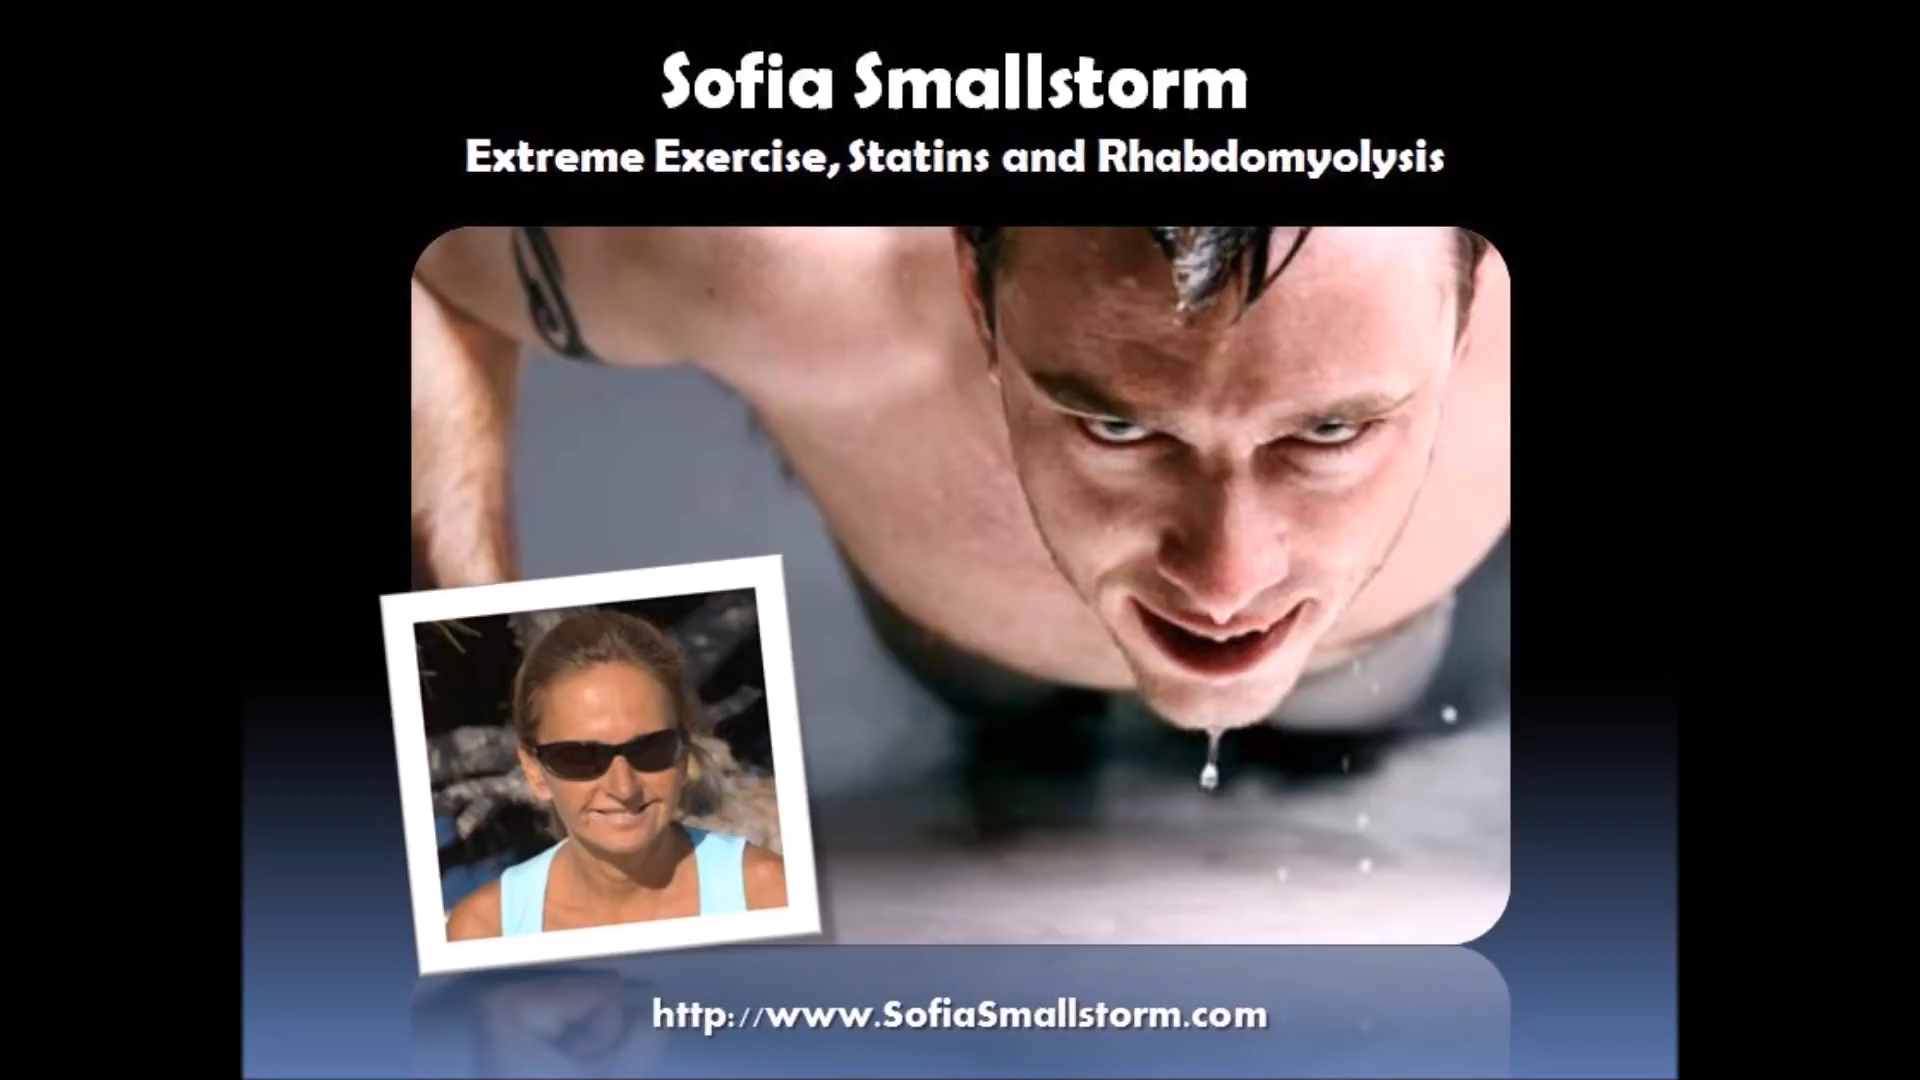 Sofia Smallstorm
Extreme Exercise, Statins and Rhabdomyolysis
http://www.SofiaSmallstorm.com